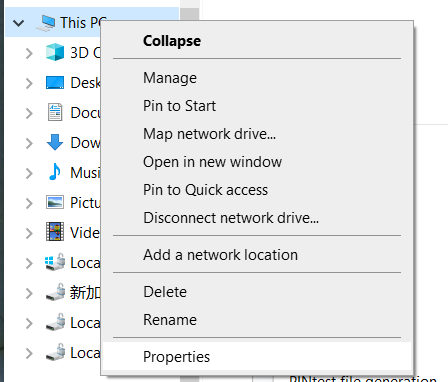 This PC
3D O
Desk
Docu
Dow
Music
Pictu
Vide
Loca
新加
Loca
Loca
Collapse
Manage
Pin to Start
Map network drive...
Open in new window
Pin to Quick access
Disconnect network drive...
Add a network location
Delete
Rename
Properties
PINtest file generation